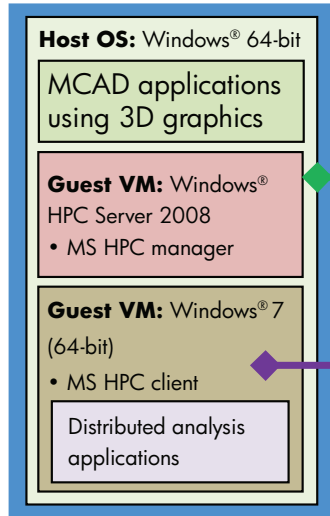 Host OS: Windows® 64-bit
MCAD applications
using 3D graphics
Guest VM: Windows®
HPC Server 2008
• MS HPC manager
Guest VM: Windows® 7
(64-bit)
• MS HPC client
Distributed analysis
applications